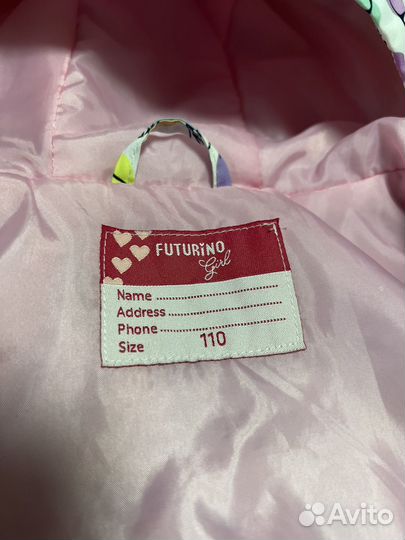 FUTURINO
Girl
Name
Address
Phone
Size 110
Avito